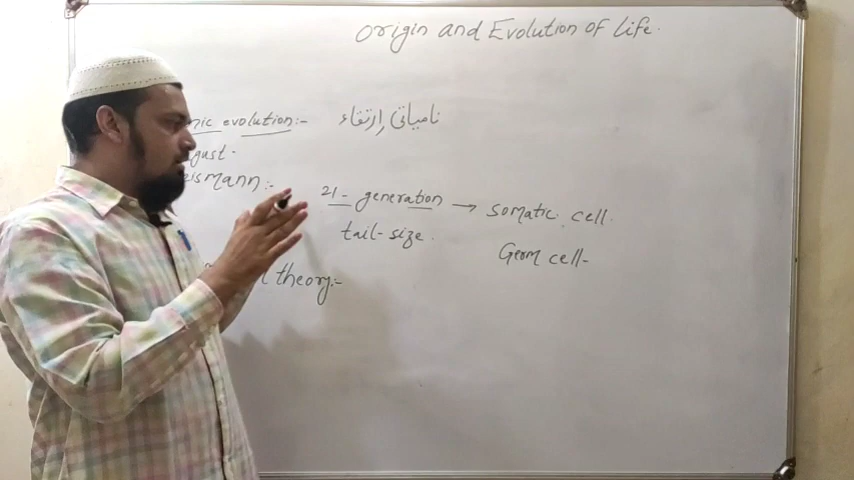 Origin and Evolution of Life.
nic evolution:- نامیاتی ارتقاء
gust-
eismann:-
21- generation → somatic cell.
tail-size.
Germ cell-
l theory:-